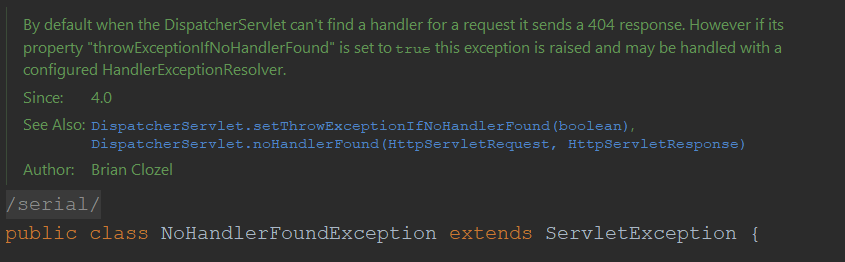 By default when the DispatcherServlet can't find a handler for a request it sends a 404 response. However if its
property "throwExceptionIfNoHandlerFound" is set to true this exception is raised and may be handled with a
configured HandlerExceptionResolver.
Since: 4.0
See Also: DispatcherServlet.setThrowExceptionIfNoHandlerFound(boolean),
DispatcherServlet.noHandlerFound(HttpServletRequest, HttpServletResponse)
Author: Brian Clozel
/serial/
public class NoHandlerFoundException extends ServletException {